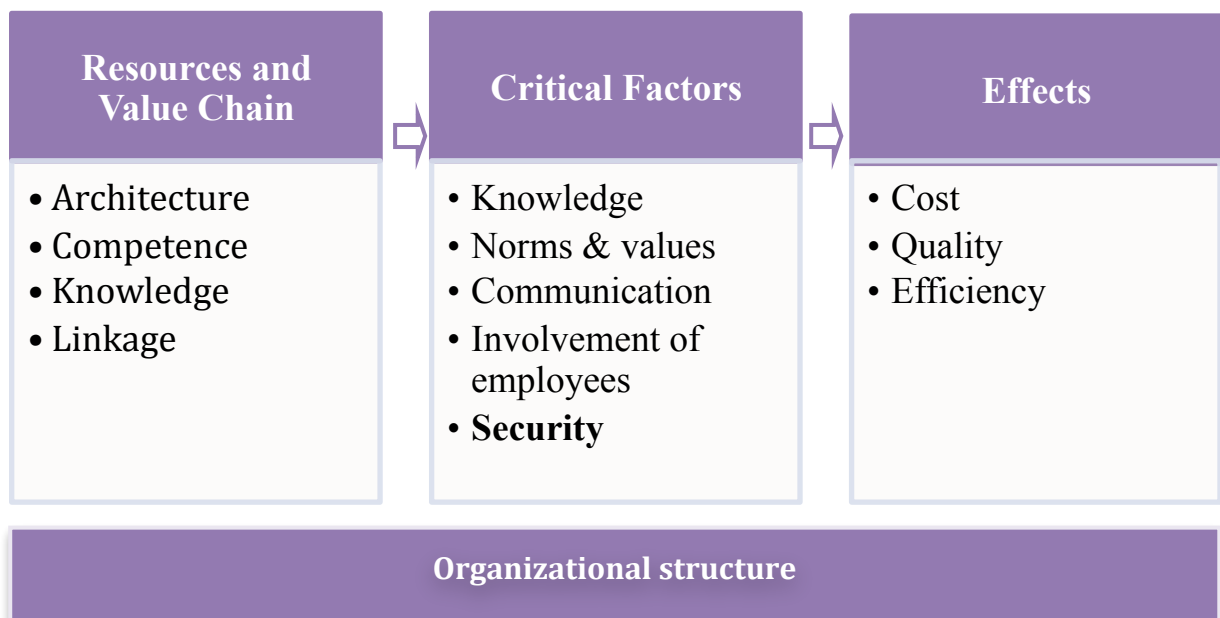 Resources and
Value Chain
• Architecture
• Competence
• Knowledge
• Linkage
Critical Factors
• Knowledge
• Norms & values
• Communication
• Involvement of
employees
• Security
Effects
• Cost
• Quality
• Efficiency
Organizational structure